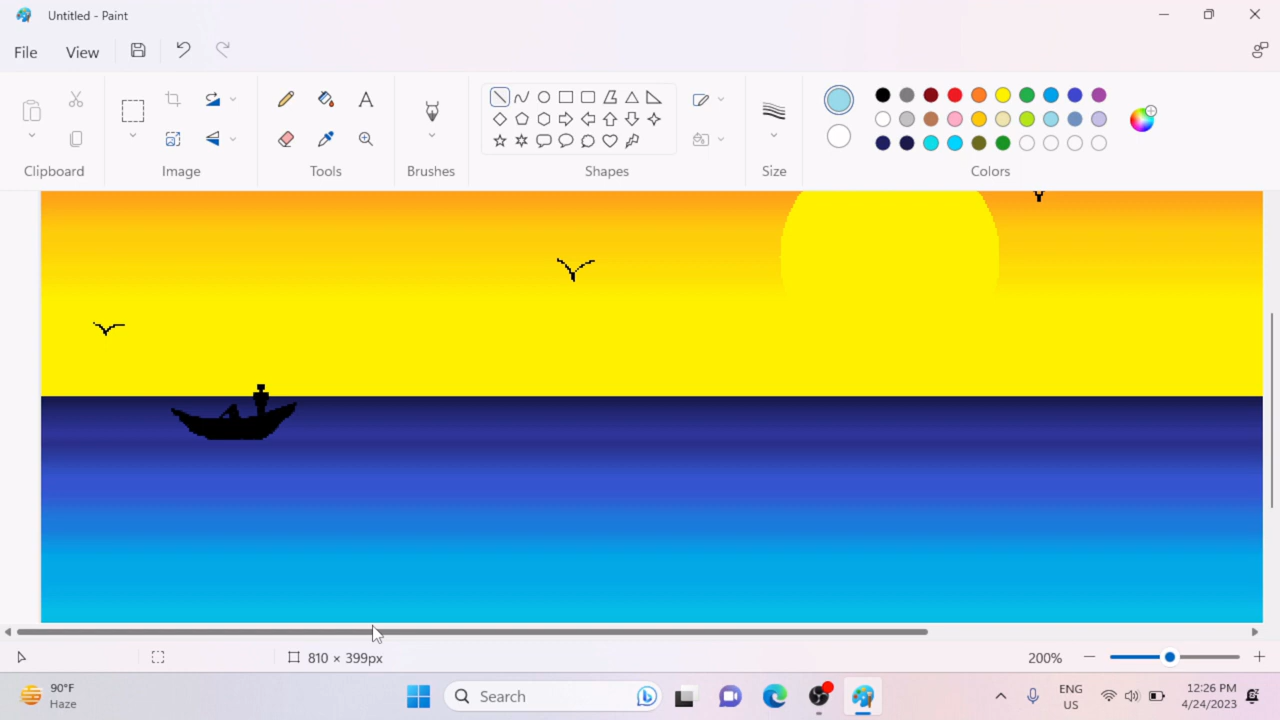 Untitled - Paint
File View
Clipboard Image Tools Brushes Shapes Size Colors
810 × 399px 200%
90°F
Haze
Search
ENG
US
12:26 PM
4/24/2023